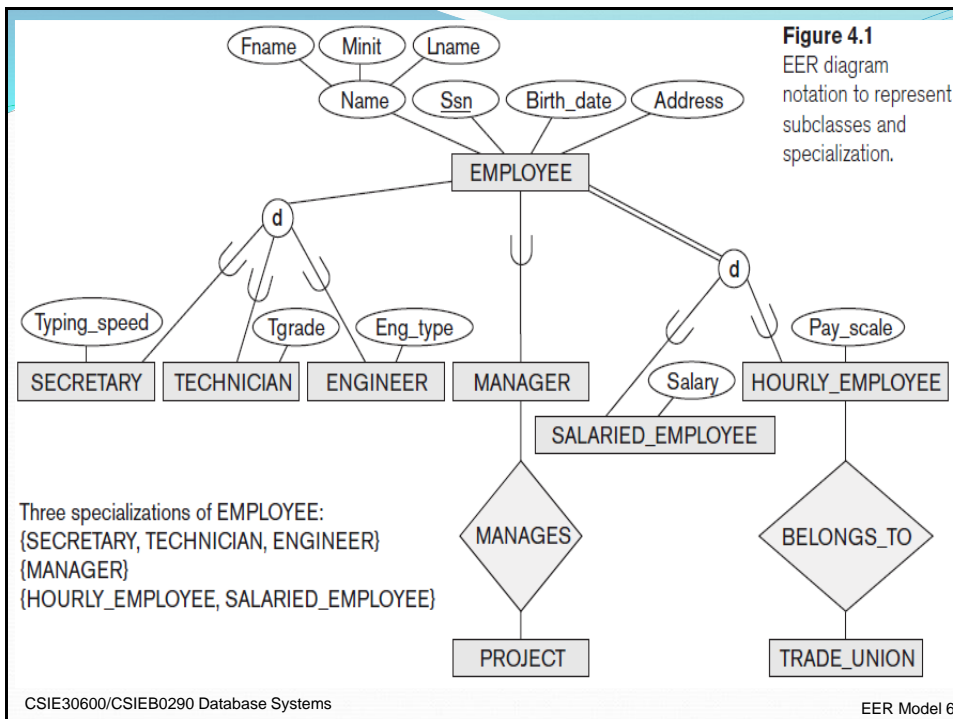 Figure 4.1
EER diagram
notation to represent
subclasses and
specialization.
Fname Minit Lname
Name Ssn Birth_date Address
EMPLOYEE
d
d
Typing_speed Tgrade Eng_type Pay_scale
SECRETARY TECHNICIAN ENGINEER MANAGER Salary HOURLY_EMPLOYEE
SALARIED_EMPLOYEE
Three specializations of EMPLOYEE:
{SECRETARY, TECHNICIAN, ENGINEER}
{MANAGER}
{HOURLY_EMPLOYEE, SALARIED_EMPLOYEE}
MANAGES BELONGS_TO
PROJECT TRADE_UNION
CSIE30600/CSIEB0290 Database Systems
EER Model 6